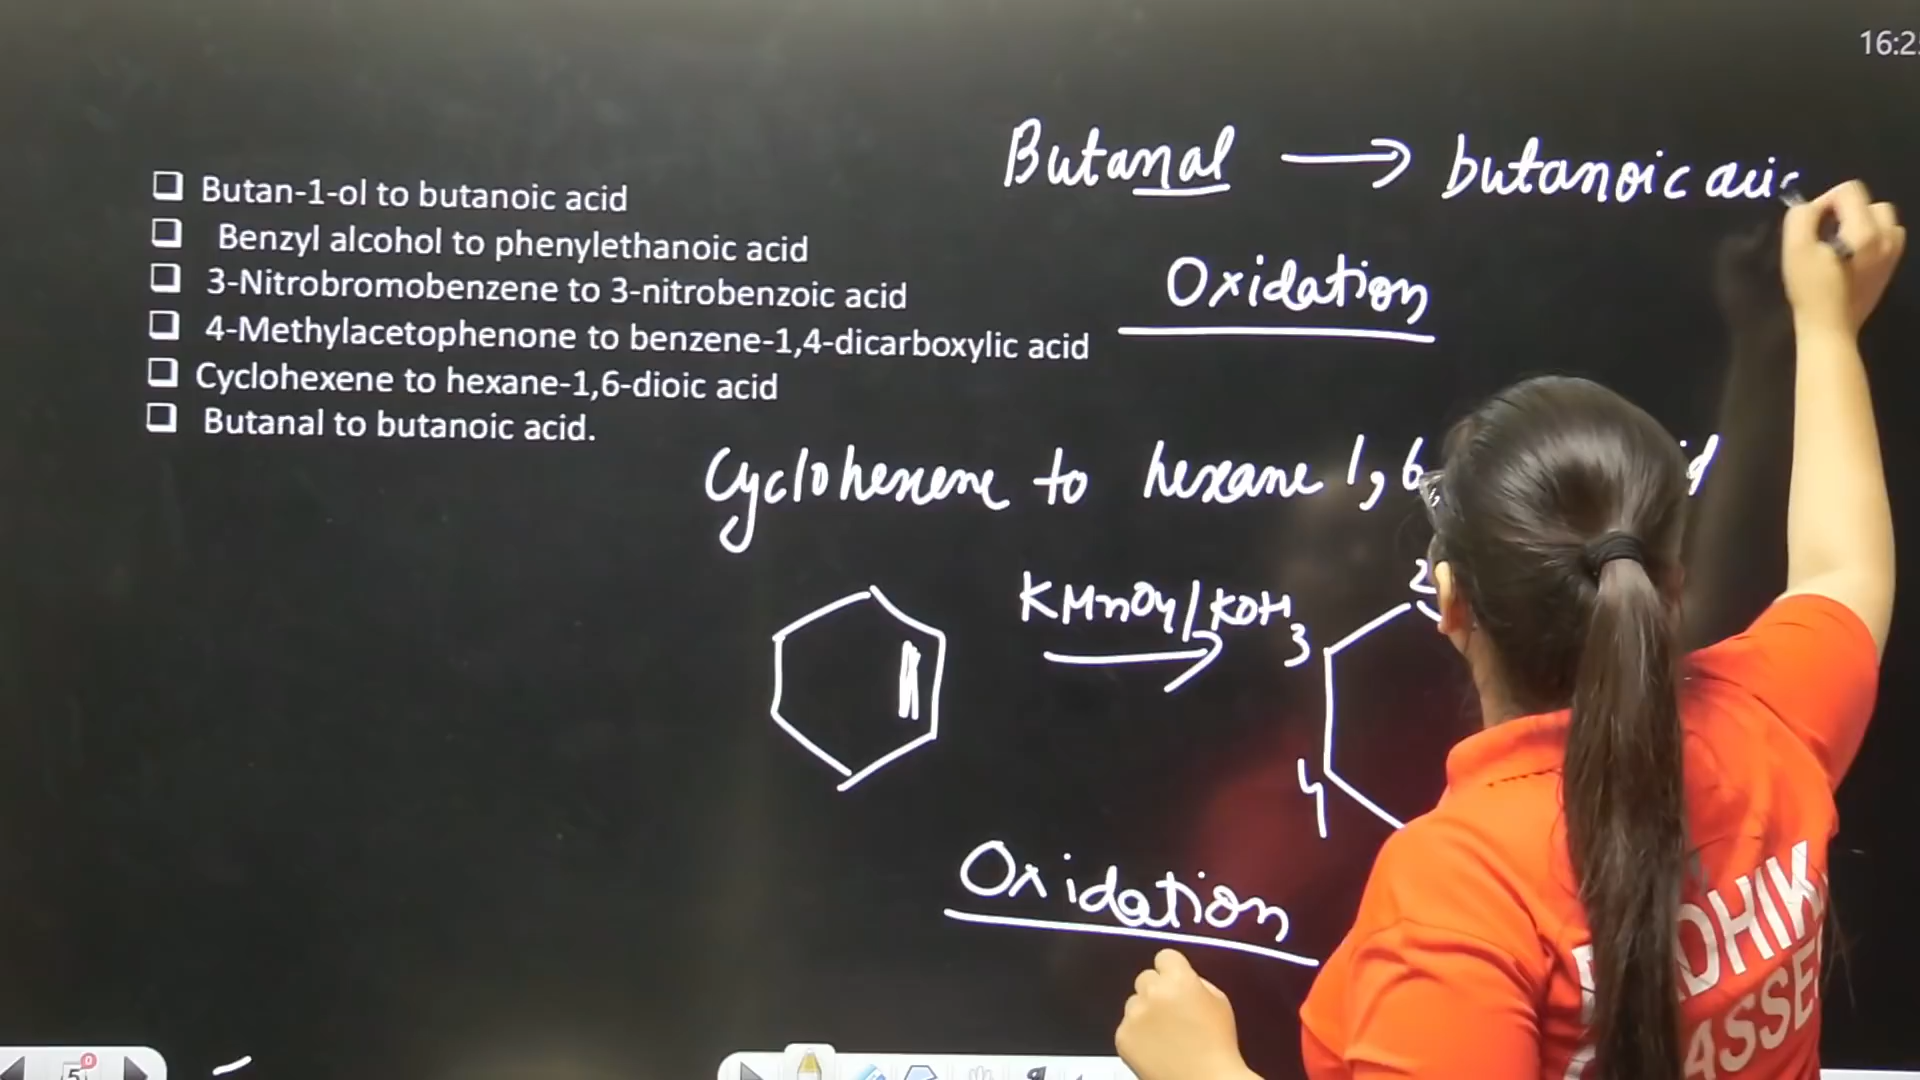 16:2
Butanal → butanoic aci
Oxidation
❑ Butan-1-ol to butanoic acid
❑ Benzyl alcohol to phenylethanoic acid
❑ 3-Nitrobromobenzene to 3-nitrobenzoic acid
❑ 4-Methylacetophenone to benzene-1,4-dicarboxylic acid
❑ Cyclohexene to hexane-1,6-dioic acid
❑ Butanal to butanoic acid.
Cyclohexene to hexane 1, 6
KMnO4/KOH
2
3
4
Oxidation
5
0